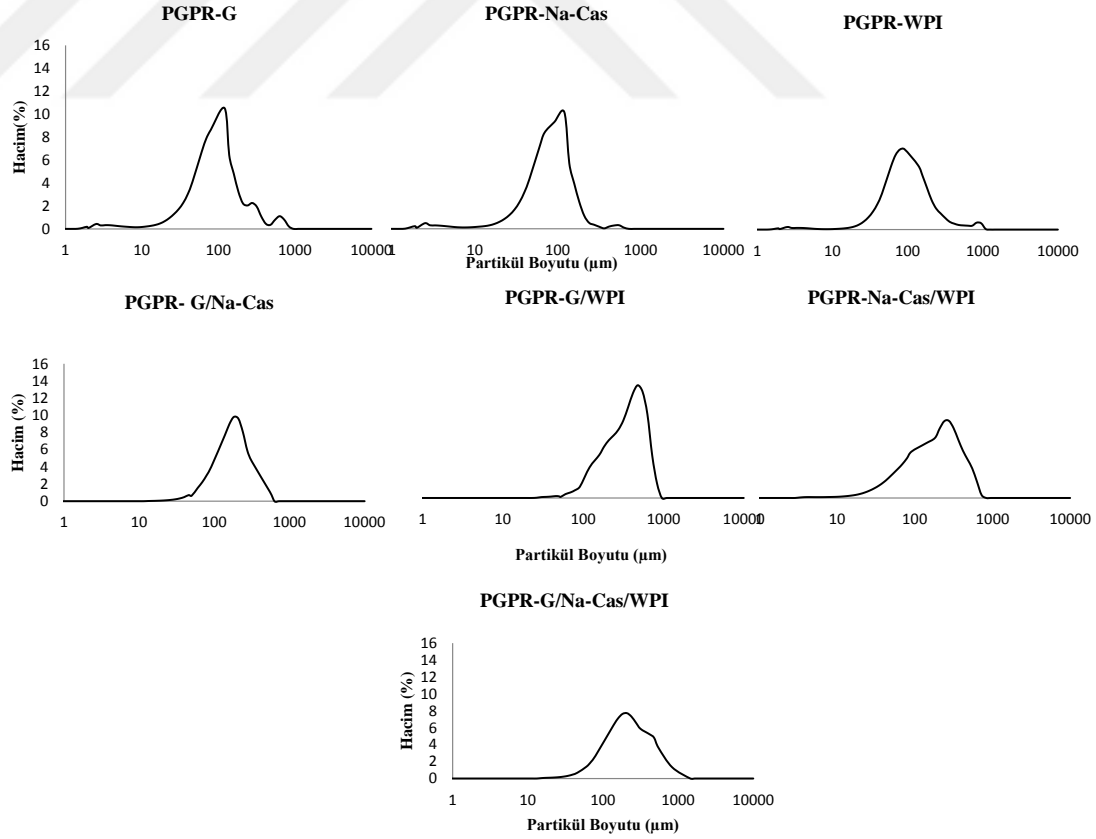 PGPR-G
PGPR-Na-Cas
PGPR-WPI
16
14
12
10
8
6
4
2
0
Hacim(%)
1 10 100 1000 10000
1 10 100 1000 10000
1 10 100 1000 10000
Partikül Boyutu (µm)
PGPR- G/Na-Cas
PGPR-G/WPI
PGPR-Na-Cas/WPI
16
14
12
10
8
6
4
2
0
Hacim (%)
1 10 100 1000 10000
1 10 100 1000 10000
1 10 100 1000 10000
Partikül Boyutu (µm)
PGPR-G/Na-Cas/WPI
16
14
12
10
8
6
4
2
0
Hacim (%)
1 10 100 1000 10000
Partikül Boyutu (µm)